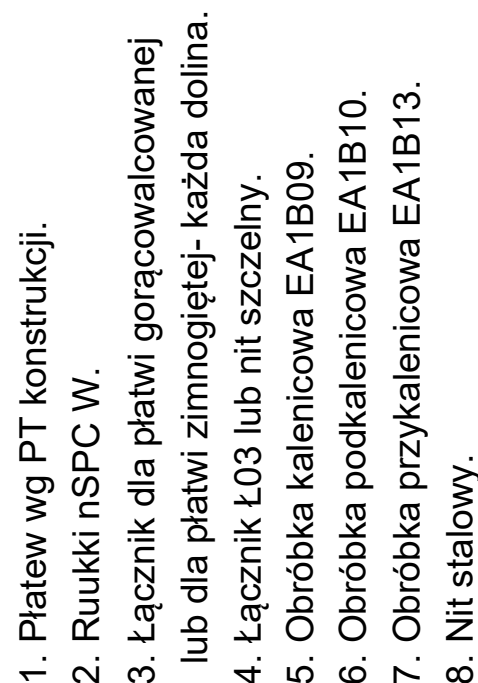 1. Płatew wg PT konstrukcji.
2. Ruukki nSPC W.
3. Łącznik dla płatwi gorącowalcowanej
lub dla płatwi zimnogiętej- każda dolina.
4. Łącznik Ł03 lub nit szczelny.
5. Obróbka kalenicowa EA1B09.
6. Obróbka podkalenicowa EA1B10.
7. Obróbka przykalenicowa EA1B13.
8. Nit stalowy.